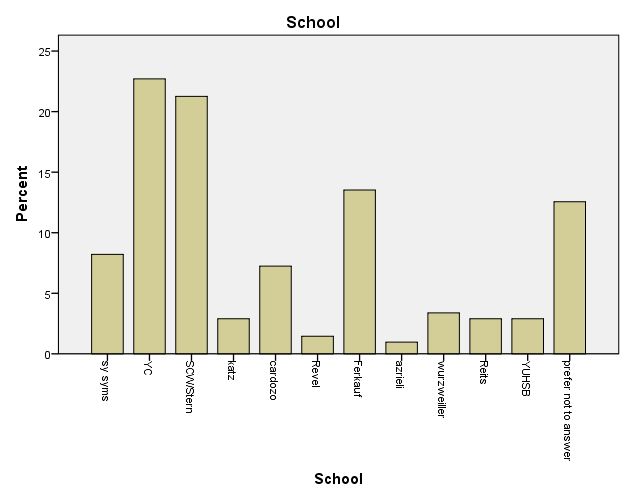 School
25
20
15
10
5
0
Percent
sy syms
YC
SCW/Stern
katz
cardozo
Revel
Ferkauf
azrieli
wurzweiller
Reits
YUHSB
prefer not to answer
School